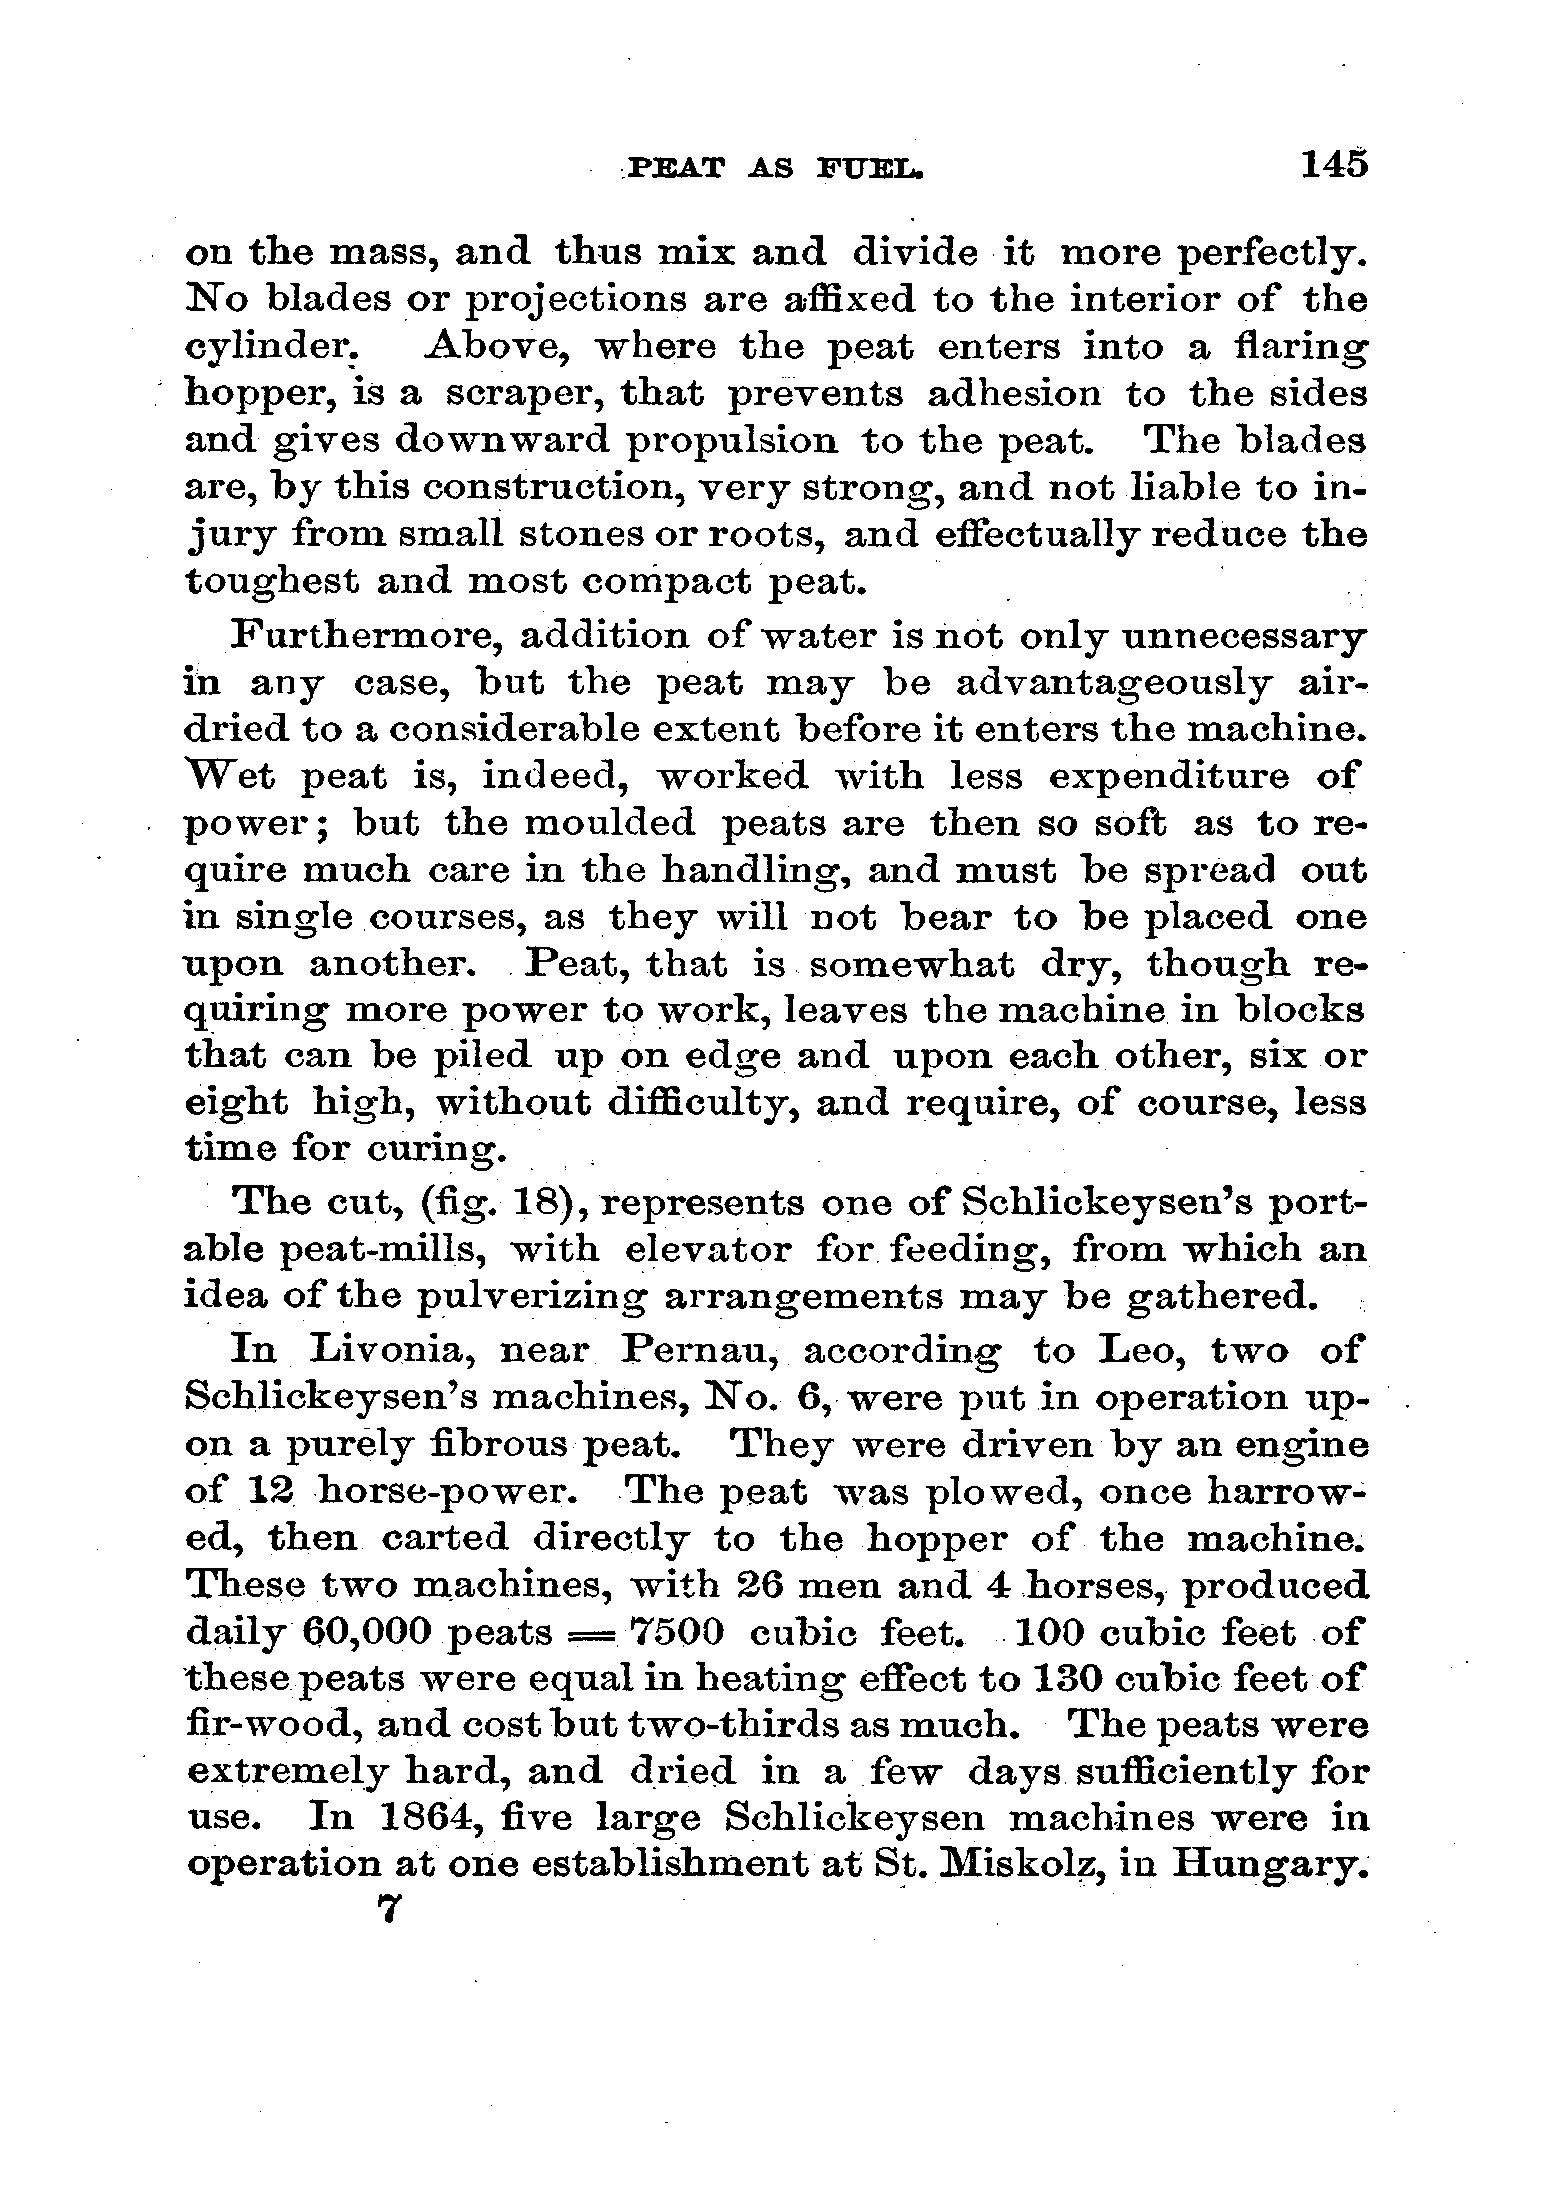 PEAT AS FUEL. 145
on the mass, and thus mix and divide it more perfectly.
No blades or projections are affixed to the interior of the
cylinder. Above, where the peat enters into a flaring
hopper, is a scraper, that prevents adhesion to the sides
and gives downward propulsion to the peat. The blades
are, by this construction, very strong, and not liable to in-
jury from small stones or roots, and effectually reduce the
toughest and most compact peat.
Furthermore, addition of water is not only unnecessary
in any case, but the peat may be advantageously air-
dried to a considerable extent before it enters the machine.
Wet peat is, indeed, worked with less expenditure of
power; but the moulded peats are then so soft as to re-
quire much care in the handling, and must be spread out
in single courses, as they will not bear to be placed one
upon another. Peat, that is somewhat dry, though re-
quiring more power to work, leaves the machine in blocks
that can be piled up on edge and upon each other, six or
eight high, without difficulty, and require, of course, less
time for curing.
The cut, (fig. 18), represents one of Schlickeysen's port-
able peat-mills, with elevator for feeding, from which an
idea of the pulverizing arrangements may be gathered.
In Livonia, near Pernau, according to Leo, two of
Schlickeysen's machines, No. 6, were put in operation up-
on a purely fibrous peat. They were driven by an engine
of 12 horse-power. The peat was plowed, once harrow-
ed, then carted directly to the hopper of the machine.
These two machines, with 26 men and 4 horses, produced
daily 60,000 peats = 7500 cubic feet. 100 cubic feet of
these peats were equal in heating effect to 130 cubic feet of
fir-wood, and cost but two-thirds as much. The peats were
extremely hard, and dried in a few days sufficiently for
use. In 1864, five large Schlickeysen machines were in
operation at one establishment at St. Miskolz, in Hungary.
7